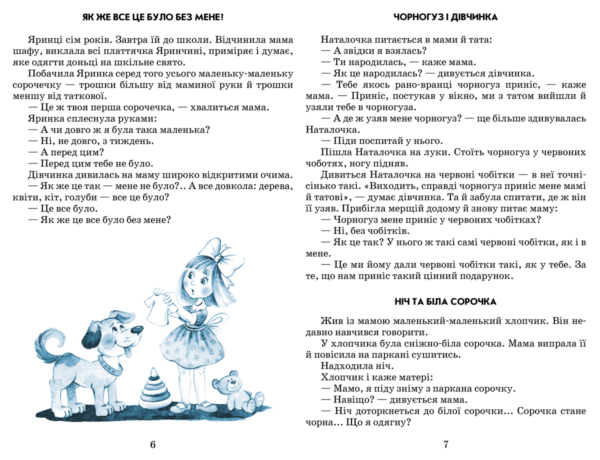 ЯК ЖЕ ВСЕ ЦЕ БУЛО БЕЗ МЕНЕ?
Яринці сім років. Завтра їй до школи. Відчинила мама
шафу, виклала всі платтячка Яринчині, приміряє і думає,
яке одягти доньці на шкільне свято.
Побачила Яринка серед того усього маленьку-маленьку
сорочечку — трошки більшу від маминої руки й трошки
меншу від таткової.
— Це ж твоя перша сорочечка, — хвалиться мама.
Яринка сплеснула руками:
— А чи довго ж я була така маленька?
— Ні, не довго, з тиждень.
— А перед цим?
— Перед цим тебе не було.
Дівчинка дивилась на маму широко відкритими очима.
— Як же це так — мене не було?.. А все довкола: дерева,
квіти, кіт, голуби — все це було?
— Це все було.
— Як же це все було без мене?
6
ЧОРНОГУЗ І ДІВЧИНКА
Наталочка питається в мами й тата:
— А звідки я взялась?
— Ти народилась, — каже мама.
— Як це народилась? — дивується дівчинка.
— Тебе якось рано-вранці чорногуз приніс, — каже
мама. — Приніс, постукав у вікно, ми з татом вийшли й
узяли тебе в чорногуза.
— А де ж узяв мене чорногуз? — ще більше здивувалась
Наталочка.
— Піди поспитай у нього.
Пішла Наталочка на луки. Стоїть чорногуз у червоних
чоботях, ногу підняв.
Дивиться Наталочка на червоні чобітки — в неї точні-
сінько такі. «Виходить, справді чорногуз приніс мене мамі
й татові», — думає дівчинка. Та й забула спитати, де ж він
її узяв. Прибігла мерщій додому й знову питає маму:
— Чорногуз мене приніс у червоних чобітках?
— Ні, без чобітків.
— Як це так? У нього ж такі самі червоні чобітки, як і в
мене.
— Це ми йому дали червоні чобітки такі, як у тебе. За
те, що нам приніс такий цінний подарунок.
НІЧ ТА БІЛА СОРОЧКА
Жив із мамою маленький-маленький хлопчик. Він не-
давно навчився говорити.
У хлопчика була сніжно-біла сорочка. Мама випрала її
й повісила на паркані сушитись.
Надходила ніч.
Хлопчик і каже матері:
— Мамо, я піду зніму з паркана сорочку.
— Навіщо? — дивується мама.
— Ніч доторкнеться до білої сорочки... Сорочка стане
чорна... Що я одягну?
7